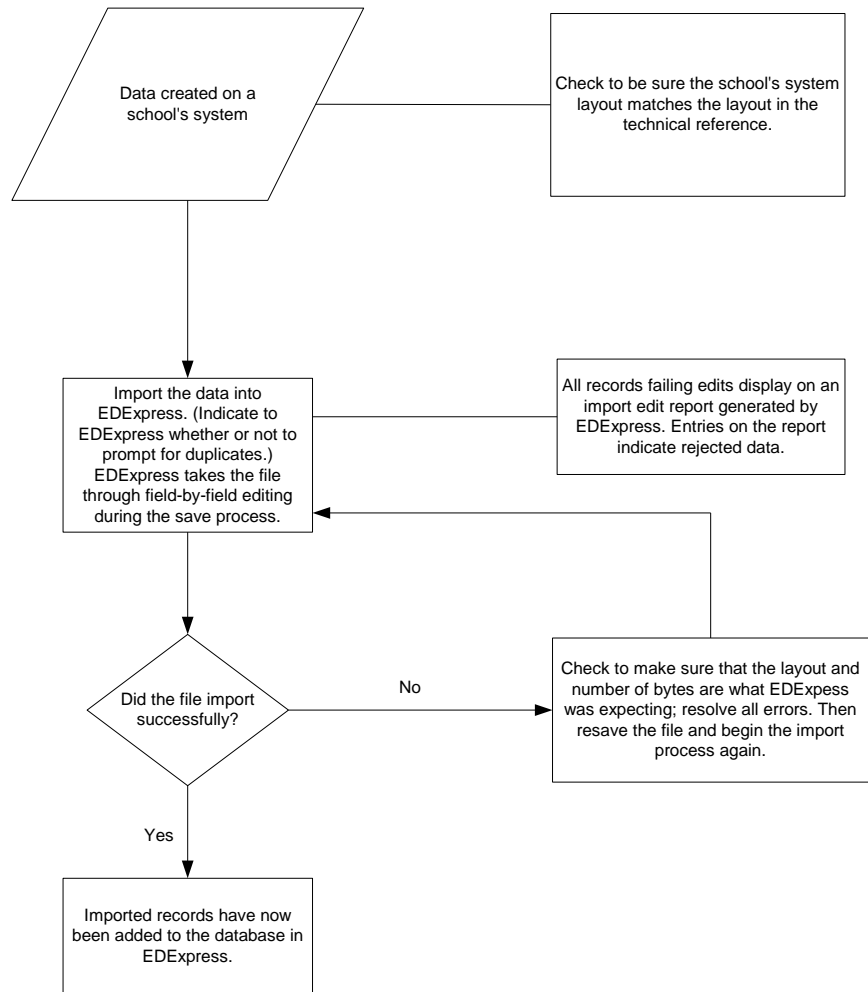 Data created on a
school's system
Check to be sure the school's system
layout matches the layout in the
technical reference.
Import the data into
EDExpress. (Indicate to
EDExpress whether or not to
prompt for duplicates.)
EDExpress takes the file
through field-by-field editing
during the save process.
All records failing edits display on an
import edit report generated by
EDExpress. Entries on the report
indicate rejected data.
Did the file import
successfully?
No
Check to make sure that the layout and
number of bytes are what EDExpess
was expecting; resolve all errors. Then
resave the file and begin the import
process again.
Yes
Imported records have now
been added to the database in
EDExpress.